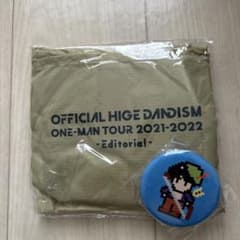 OFFICIAL HIGE DANDISM
ONE-MAN TOUR 2021-2022
- Editorial -